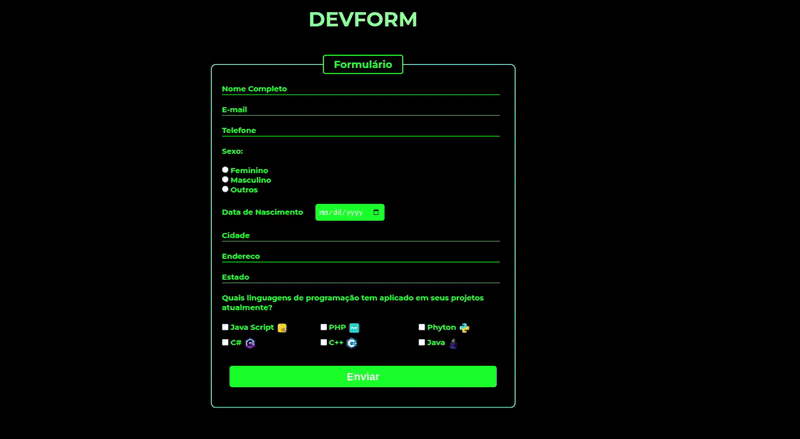 DEVFORM
Formulário
Nome Completo
E-mail
Telefone
Sexo:
Feminino
Masculino
Outros
Data de Nascimento mm/dd/yyyy
Cidade
Endereco
Estado
Quais linguagens de programação tem aplicado em seus projetos
atualmente?
Java Script PHP Phyton
C# C++ Java
Enviar